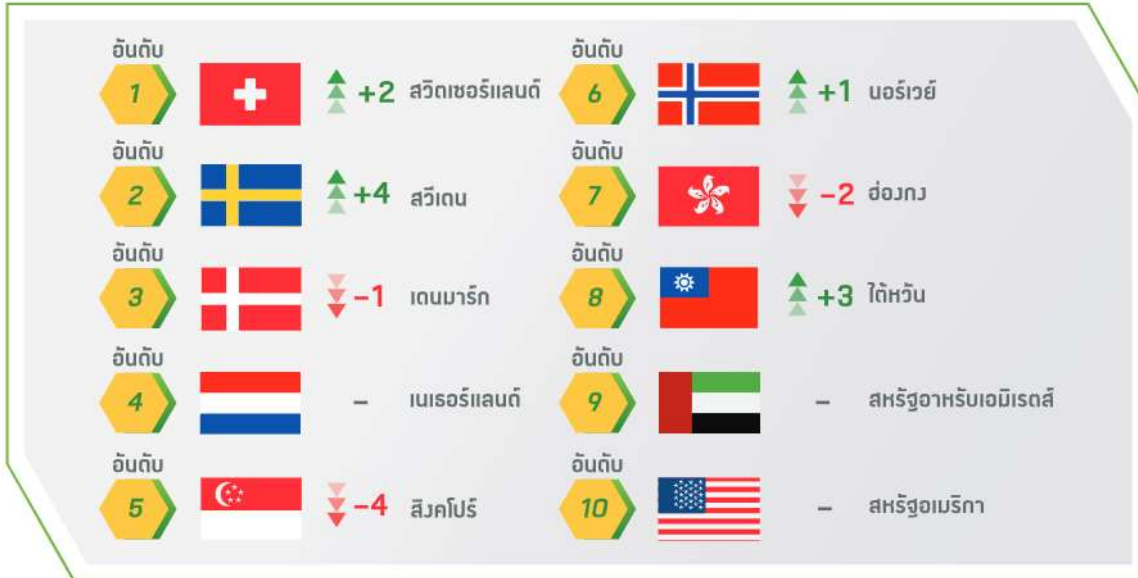 อันดับ
1 +2 สวิตเซอร์แลนด์
อันดับ
2 +4 สวีเดน
อันดับ
3 -1 เดนมาร์ก
อันดับ
4 - เนเธอร์แลนด์
อันดับ
5 -4 สิงคโปร์
อันดับ
6 +1 นอร์เวย์
อันดับ
7 -2 ฮ่องกง
อันดับ
8 +3 ไต้หวัน
อันดับ
9 - สหรัฐอาหรับเอมิเรตส์
อันดับ
10 - สหรัฐอเมริกา